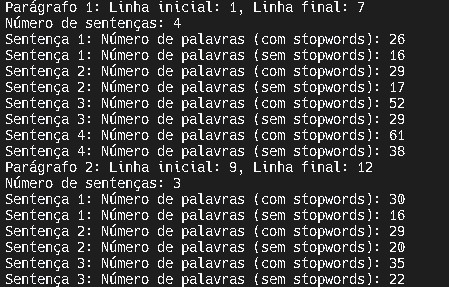 Parágrafo 1: Linha inicial: 1, Linha final: 7
Número de sentenças: 4
Sentença 1: Número de palavras (com stopwords): 26
Sentença 1: Número de palavras (sem stopwords): 16
Sentença 2: Número de palavras (com stopwords): 29
Sentença 2: Número de palavras (sem stopwords): 17
Sentença 3: Número de palavras (com stopwords): 52
Sentença 3: Número de palavras (sem stopwords): 29
Sentença 4: Número de palavras (com stopwords): 61
Sentença 4: Número de palavras (sem stopwords): 38
Parágrafo 2: Linha inicial: 9, Linha final: 12
Número de sentenças: 3
Sentença 1: Número de palavras (com stopwords): 30
Sentença 1: Número de palavras (sem stopwords): 16
Sentença 2: Número de palavras (com stopwords): 29
Sentença 2: Número de palavras (sem stopwords): 20
Sentença 3: Número de palavras (com stopwords): 35
Sentença 3: Número de palavras (sem stopwords): 22